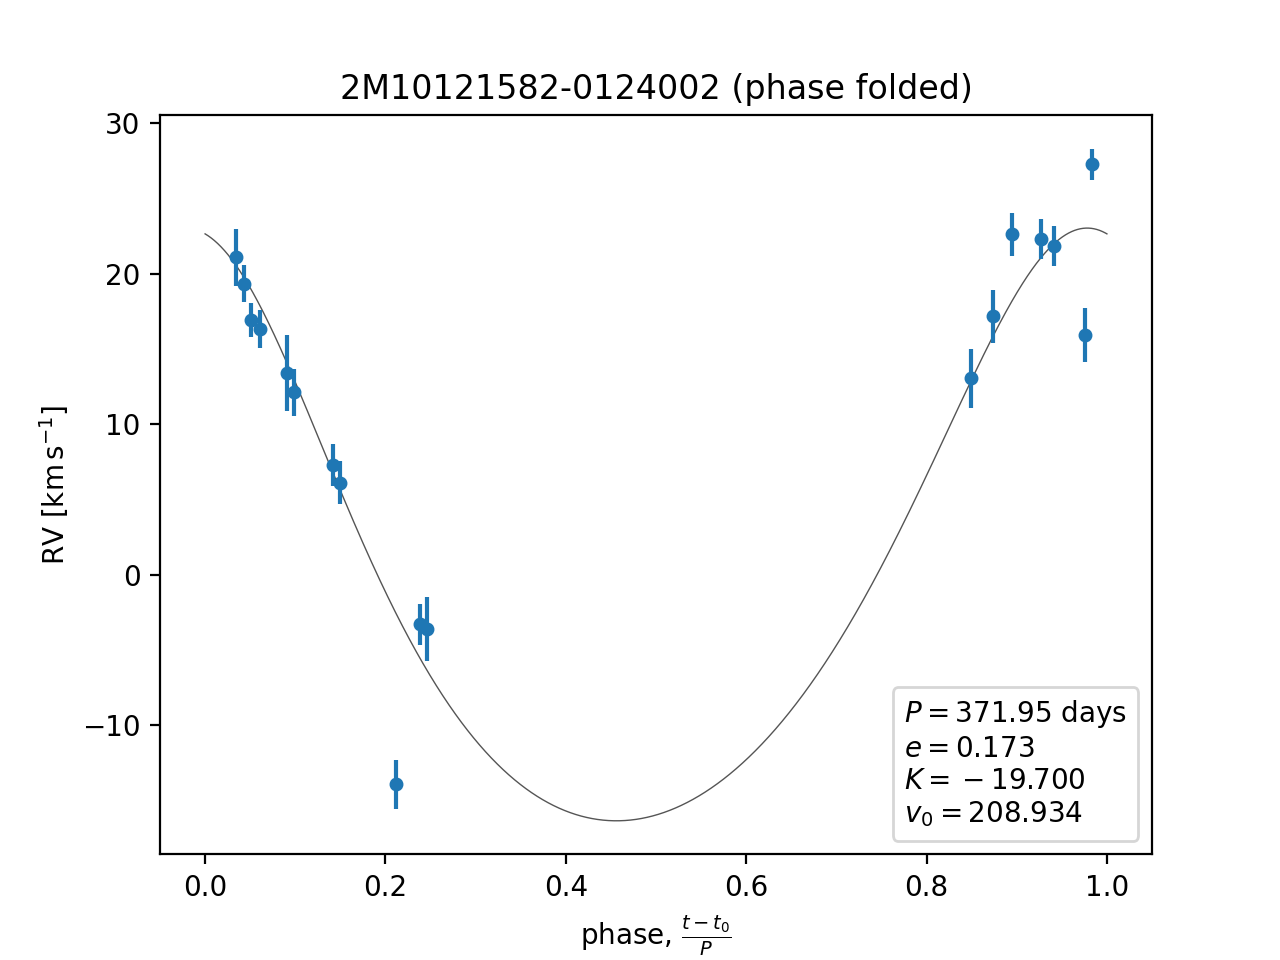 2M10121582-0124002 (phase folded)
30
20
10
0
−10
RV [km s⁻¹]
P = 371.95 days
e = 0.173
K = −19.700
v₀ = 208.934
0.0 0.2 0.4 0.6 0.8 1.0
phase, (t − t₀)/P